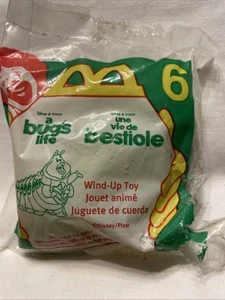 6
DISNEY • PIXAR
a
bug's
life
DISNEY • PIXAR
une
vie de
bestiole
Wind-Up Toy
Jouet animé
Juguete de cuerda
©Disney/Pixar